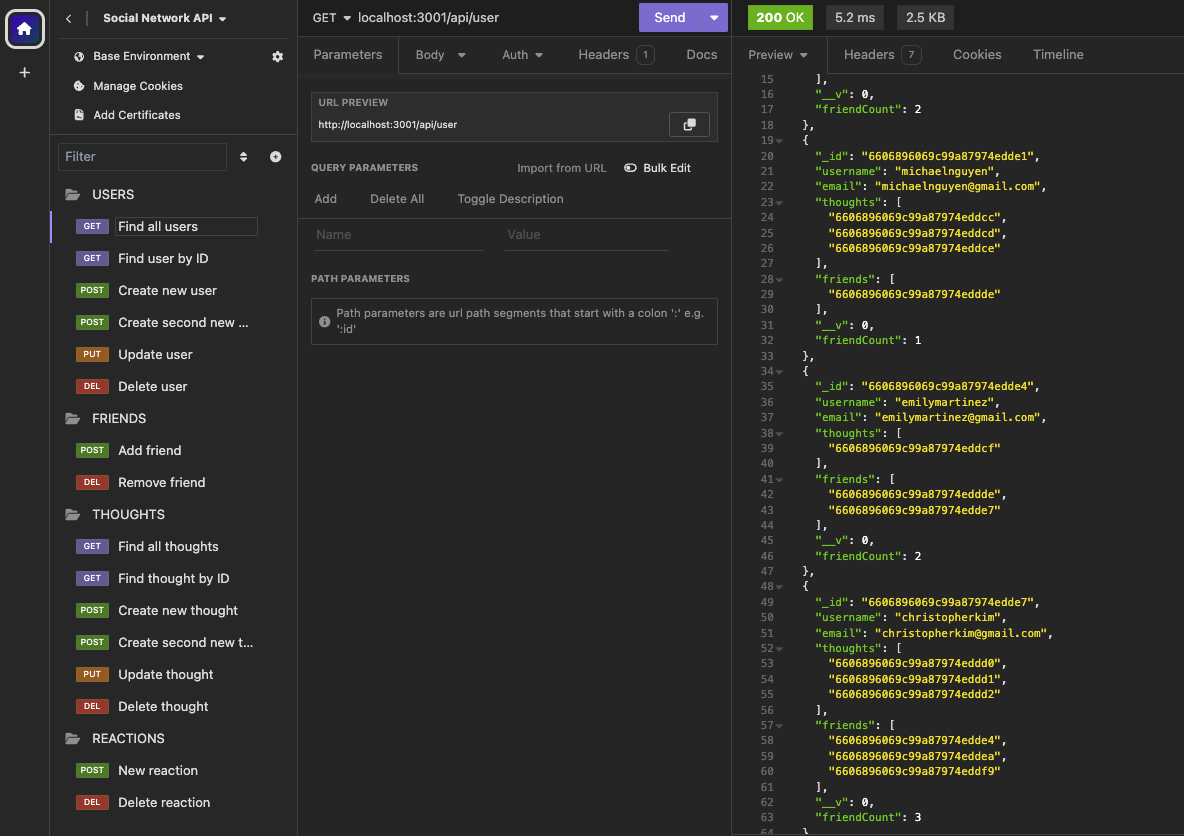 Social Network API
Base Environment
Manage Cookies
Add Certificates
Filter
USERS
GET Find all users
GET Find user by ID
POST Create new user
POST Create second new ...
PUT Update user
DEL Delete user
FRIENDS
POST Add friend
DEL Remove friend
THOUGHTS
GET Find all thoughts
GET Find thought by ID
POST Create new thought
POST Create second new t...
PUT Update thought
DEL Delete thought
REACTIONS
POST New reaction
DEL Delete reaction
GET localhost:3001/api/user Send
Parameters Body Auth Headers 1 Docs
URL PREVIEW
http://localhost:3001/api/user
QUERY PARAMETERS Import from URL Bulk Edit
Add Delete All Toggle Description
Name Value
PATH PARAMETERS
Path parameters are url path segments that start with a colon ':' e.g.
':id'
200 OK 5.2 ms 2.5 KB
Preview Headers 7 Cookies Timeline
15 ],
16 "__v": 0,
17 "friendCount": 2
18 },
19 {
20 "_id": "6606896069c99a87974edde1",
21 "username": "michaelnguyen",
22 "email": "michaelnguyen@gmail.com",
23 "thoughts": [
24 "6606896069c99a87974eddcc",
25 "6606896069c99a87974eddcd",
26 "6606896069c99a87974eddce"
27 ],
28 "friends": [
29 "6606896069c99a87974eddde"
30 ],
31 "__v": 0,
32 "friendCount": 1
33 },
34 {
35 "_id": "6606896069c99a87974edde4",
36 "username": "emilymartinez",
37 "email": "emilymartinez@gmail.com",
38 "thoughts": [
39 "6606896069c99a87974eddcf"
40 ],
41 "friends": [
42 "6606896069c99a87974eddde",
43 "6606896069c99a87974edde7"
44 ],
45 "__v": 0,
46 "friendCount": 2
47 },
48 {
49 "_id": "6606896069c99a87974edde7",
50 "username": "christopherkim",
51 "email": "christopherkim@gmail.com",
52 "thoughts": [
53 "6606896069c99a87974eddd0",
54 "6606896069c99a87974eddd1",
55 "6606896069c99a87974eddd2"
56 ],
57 "friends": [
58 "6606896069c99a87974edde4",
59 "6606896069c99a87974eddea",
60 "6606896069c99a87974eddf9"
61 ],
62 "__v": 0,
63 "friendCount": 3
64 }